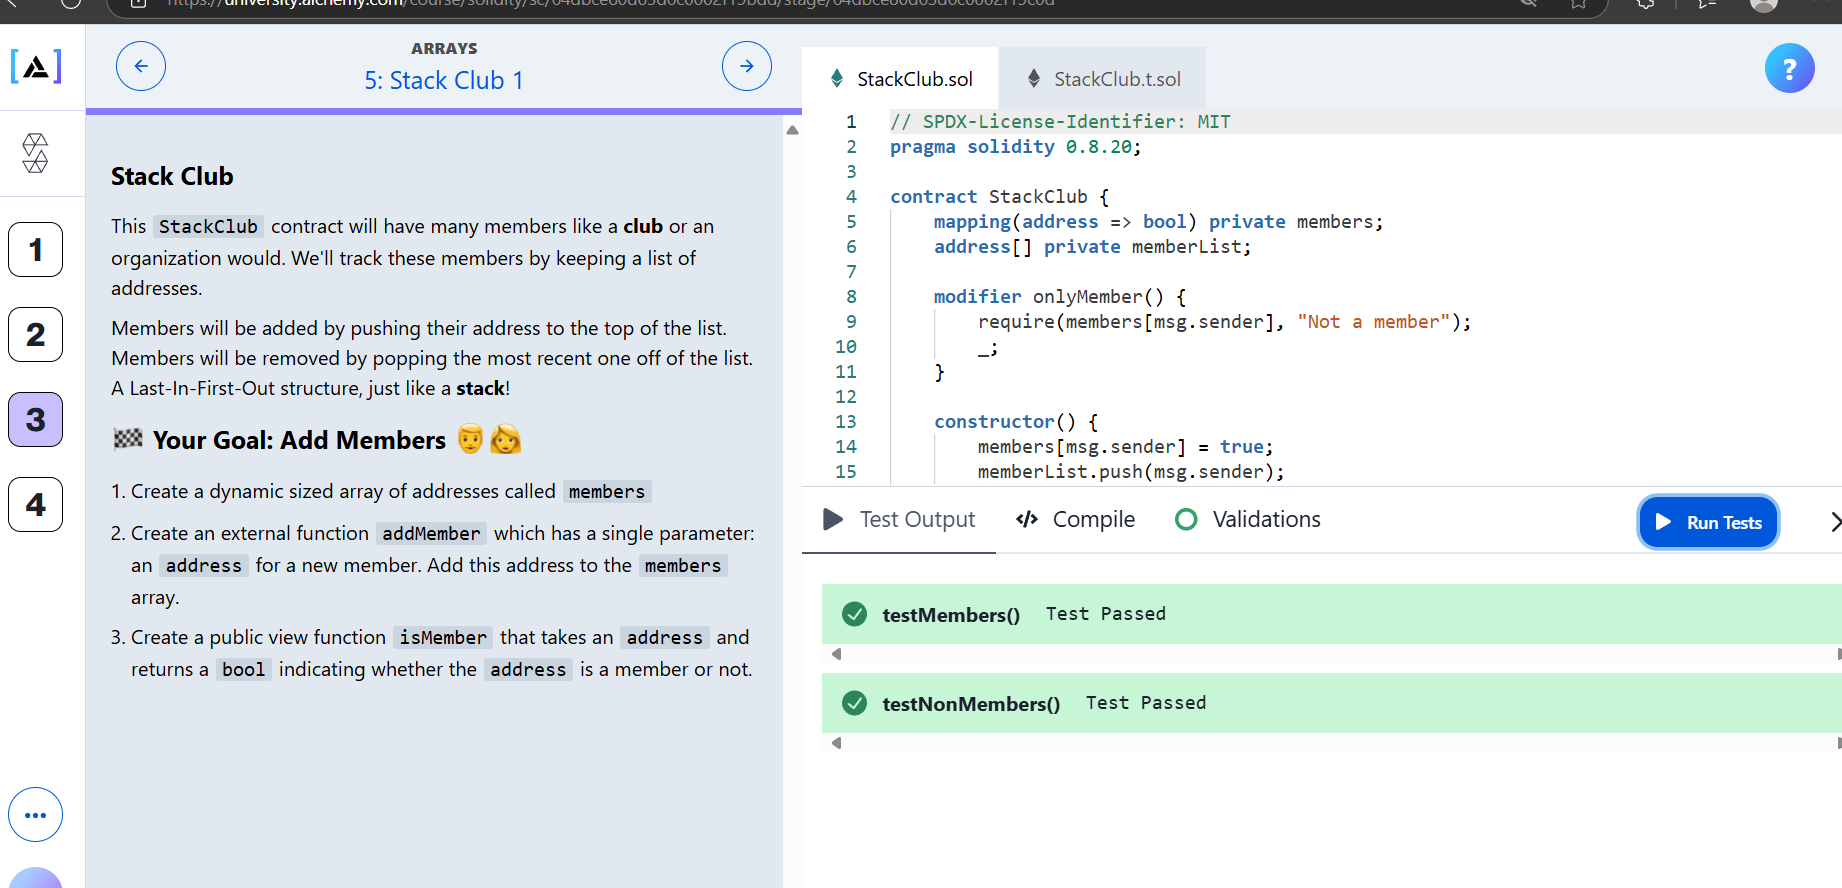 ARRAYS
5: Stack Club 1
1
2
3
4
Stack Club
This StackClub contract will have many members like a club or an
organization would. We'll track these members by keeping a list of
addresses.
Members will be added by pushing their address to the top of the list.
Members will be removed by popping the most recent one off of the list.
A Last-In-First-Out structure, just like a stack!
🏁 Your Goal: Add Members 👨👩
1. Create a dynamic sized array of addresses called members
2. Create an external function addMember which has a single parameter:
an address for a new member. Add this address to the members
array.
3. Create a public view function isMember that takes an address and
returns a bool indicating whether the address is a member or not.
StackClub.sol
StackClub.t.sol
?
1 // SPDX-License-Identifier: MIT
2 pragma solidity 0.8.20;
3
4 contract StackClub {
5 mapping(address => bool) private members;
6 address[] private memberList;
7
8 modifier onlyMember() {
9 require(members[msg.sender], "Not a member");
10 _;
11 }
12
13 constructor() {
14 members[msg.sender] = true;
15 memberList.push(msg.sender);
Test Output
</> Compile
Validations
Run Tests
testMembers() Test Passed
testNonMembers() Test Passed